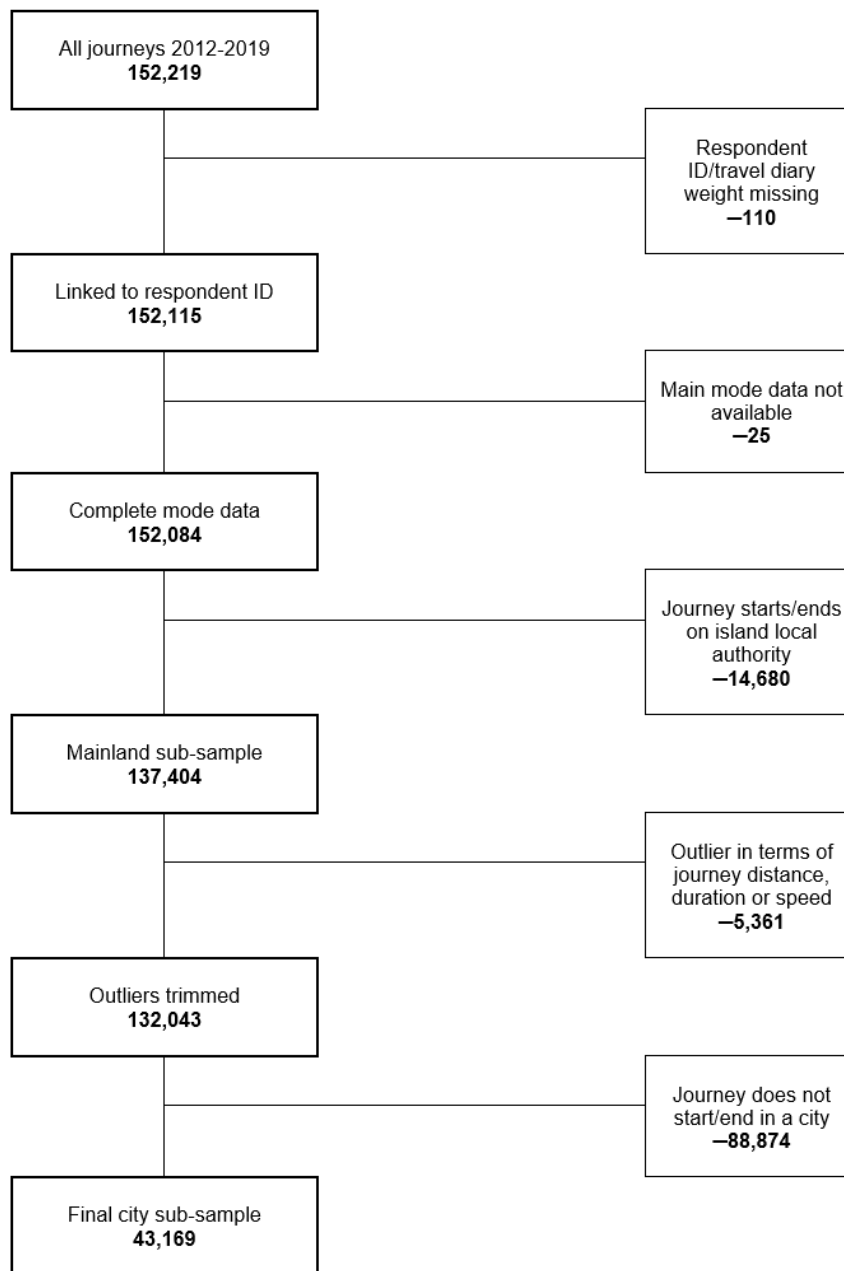 All journeys 2012-2019
152,219
Respondent
ID/travel diary
weight missing
—110
Linked to respondent ID
152,115
Main mode data not
available
—25
Complete mode data
152,084
Journey starts/ends
on island local
authority
—14,680
Mainland sub-sample
137,404
Outlier in terms of
journey distance,
duration or speed
—5,361
Outliers trimmed
132,043
Journey does not
start/end in a city
—88,874
Final city sub-sample
43,169